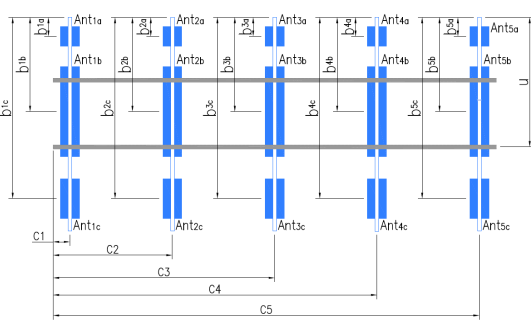 Ant1a Ant2a Ant3a Ant4a Ant5a
b1a b2a b3a b4a b5a
Ant1b Ant2b Ant3b Ant4b Ant5b
b1b b2b b3b b4b b5b u
b1c b2c b3c b4c b5c
Ant1c Ant2c Ant3c Ant4c Ant5c
C1
C2
C3
C4
C5